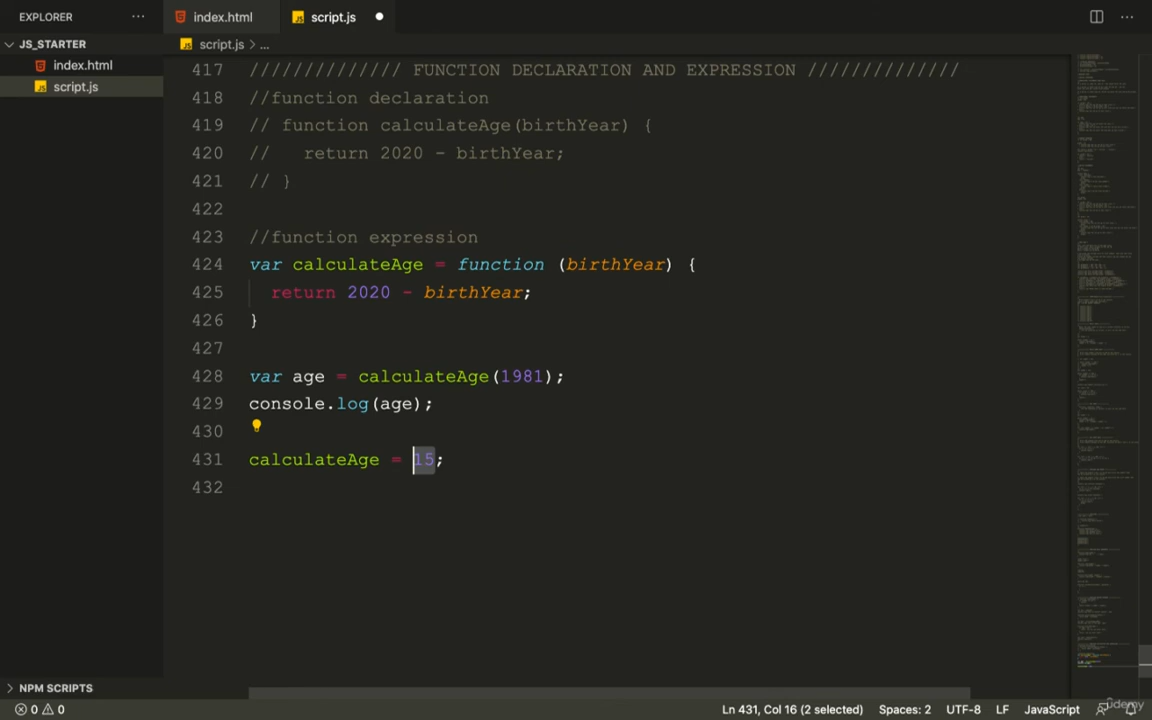 EXPLORER ··· index.html script.js ···
JS_STARTER
script.js > ...
index.html
script.js
417 ///////////// FUNCTION DECLARATION AND EXPRESSION //////////////
418 //function declaration
419 // function calculateAge(birthYear) {
420 //   return 2020 - birthYear;
421 // }
422
423 //function expression
424 var calculateAge = function (birthYear) {
425   return 2020 - birthYear;
426 }
427
428 var age = calculateAge(1981);
429 console.log(age);
430
431 calculateAge = 15;
432
NPM SCRIPTS
0 0 Ln 431, Col 16 (2 selected) Spaces: 2 UTF-8 LF JavaScript
Udemy